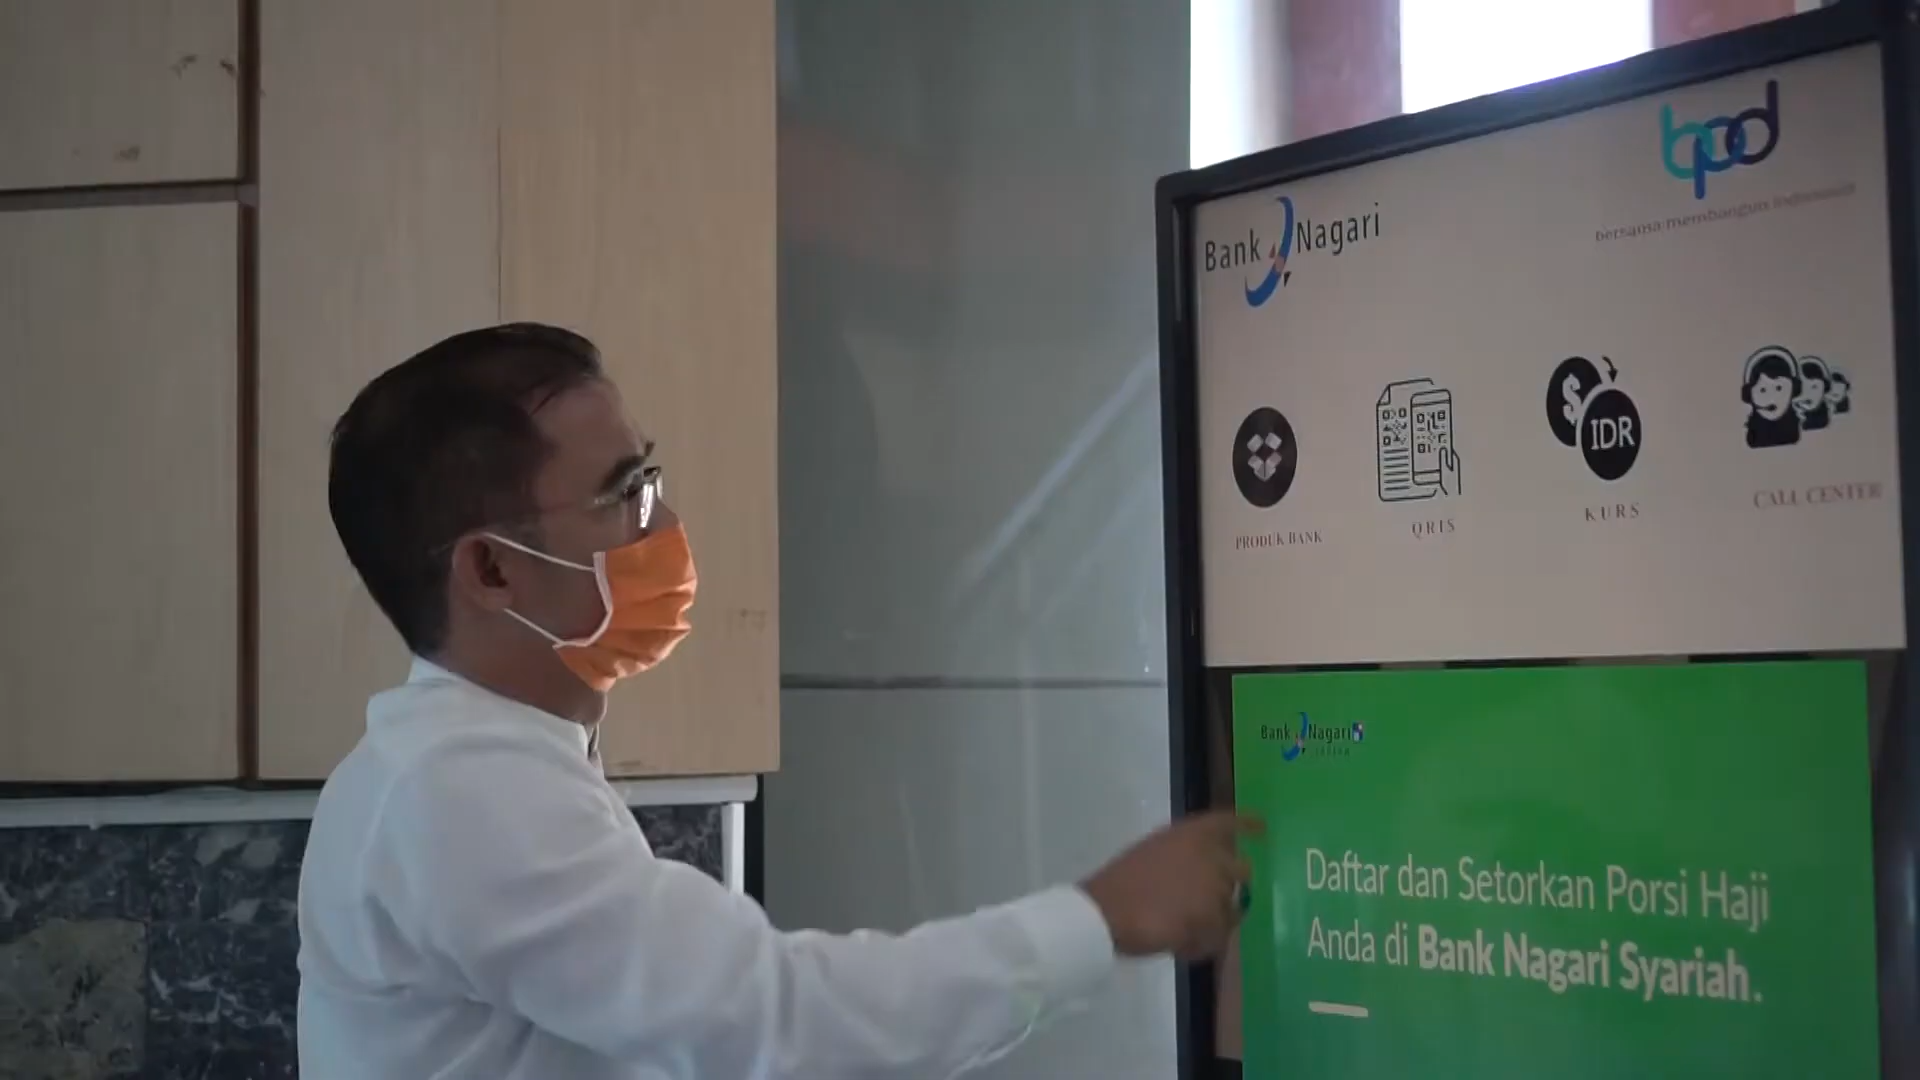 Bank Nagari
bpd
bersama membangun indonesia
$
IDR
PRODUK BANK
QRIS
KURS
CALL CENTER
Bank Nagari
Daftar dan Setorkan Porsi Haji
Anda di Bank Nagari Syariah.